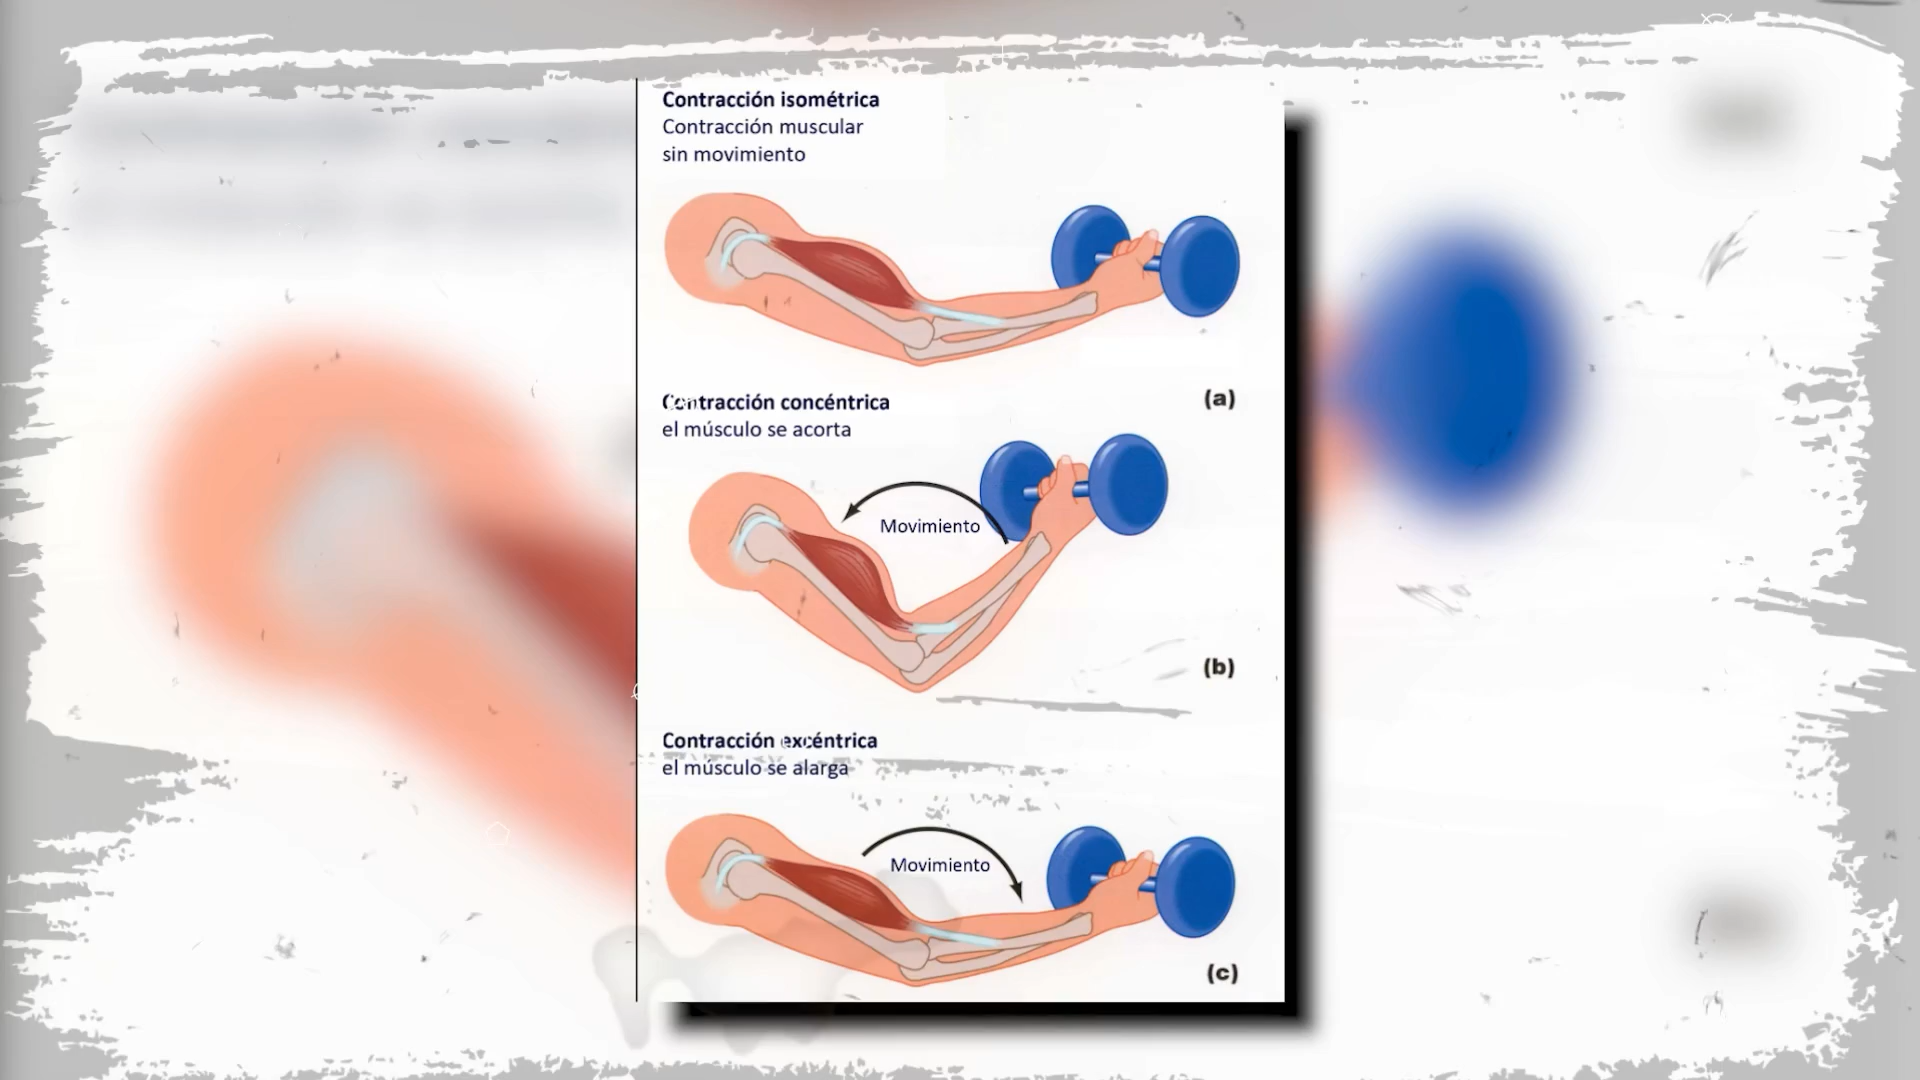 Contracción isométrica
Contracción muscular
sin movimiento
(a)
Contracción concéntrica
el músculo se acorta
Movimiento
(b)
Contracción excéntrica
el músculo se alarga
Movimiento
(c)